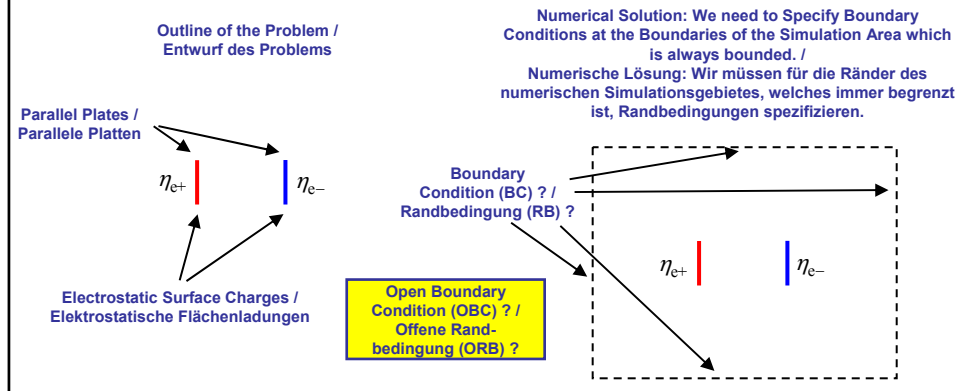 Outline of the Problem /
Entwurf des Problems
Numerical Solution: We need to Specify Boundary
Conditions at the Boundaries of the Simulation Area which
is always bounded. /
Numerische Lösung: Wir müssen für die Ränder des
numerischen Simulationsgebietes, welches immer begrenzt
ist, Randbedingungen spezifizieren.
Parallel Plates /
Parallele Platten
ηe+
ηe−
Electrostatic Surface Charges /
Elektrostatische Flächenladungen
Boundary
Condition (BC) ? /
Randbedingung (RB) ?
Open Boundary
Condition (OBC) ? /
Offene Rand-
bedingung (ORB) ?
ηe+
ηe−